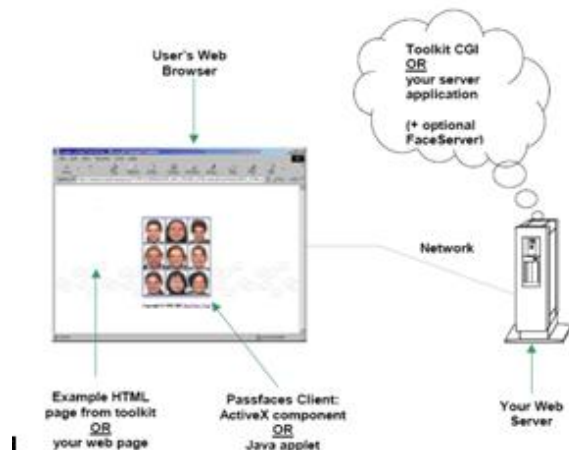 User's Web
Browser
Toolkit CGI
OR
your server
application
(+ optional
FaceServer)
Network
Example HTML
page from toolkit
OR
your web page
Passfaces Client:
ActiveX component
OR
Java applet
Your Web
Server